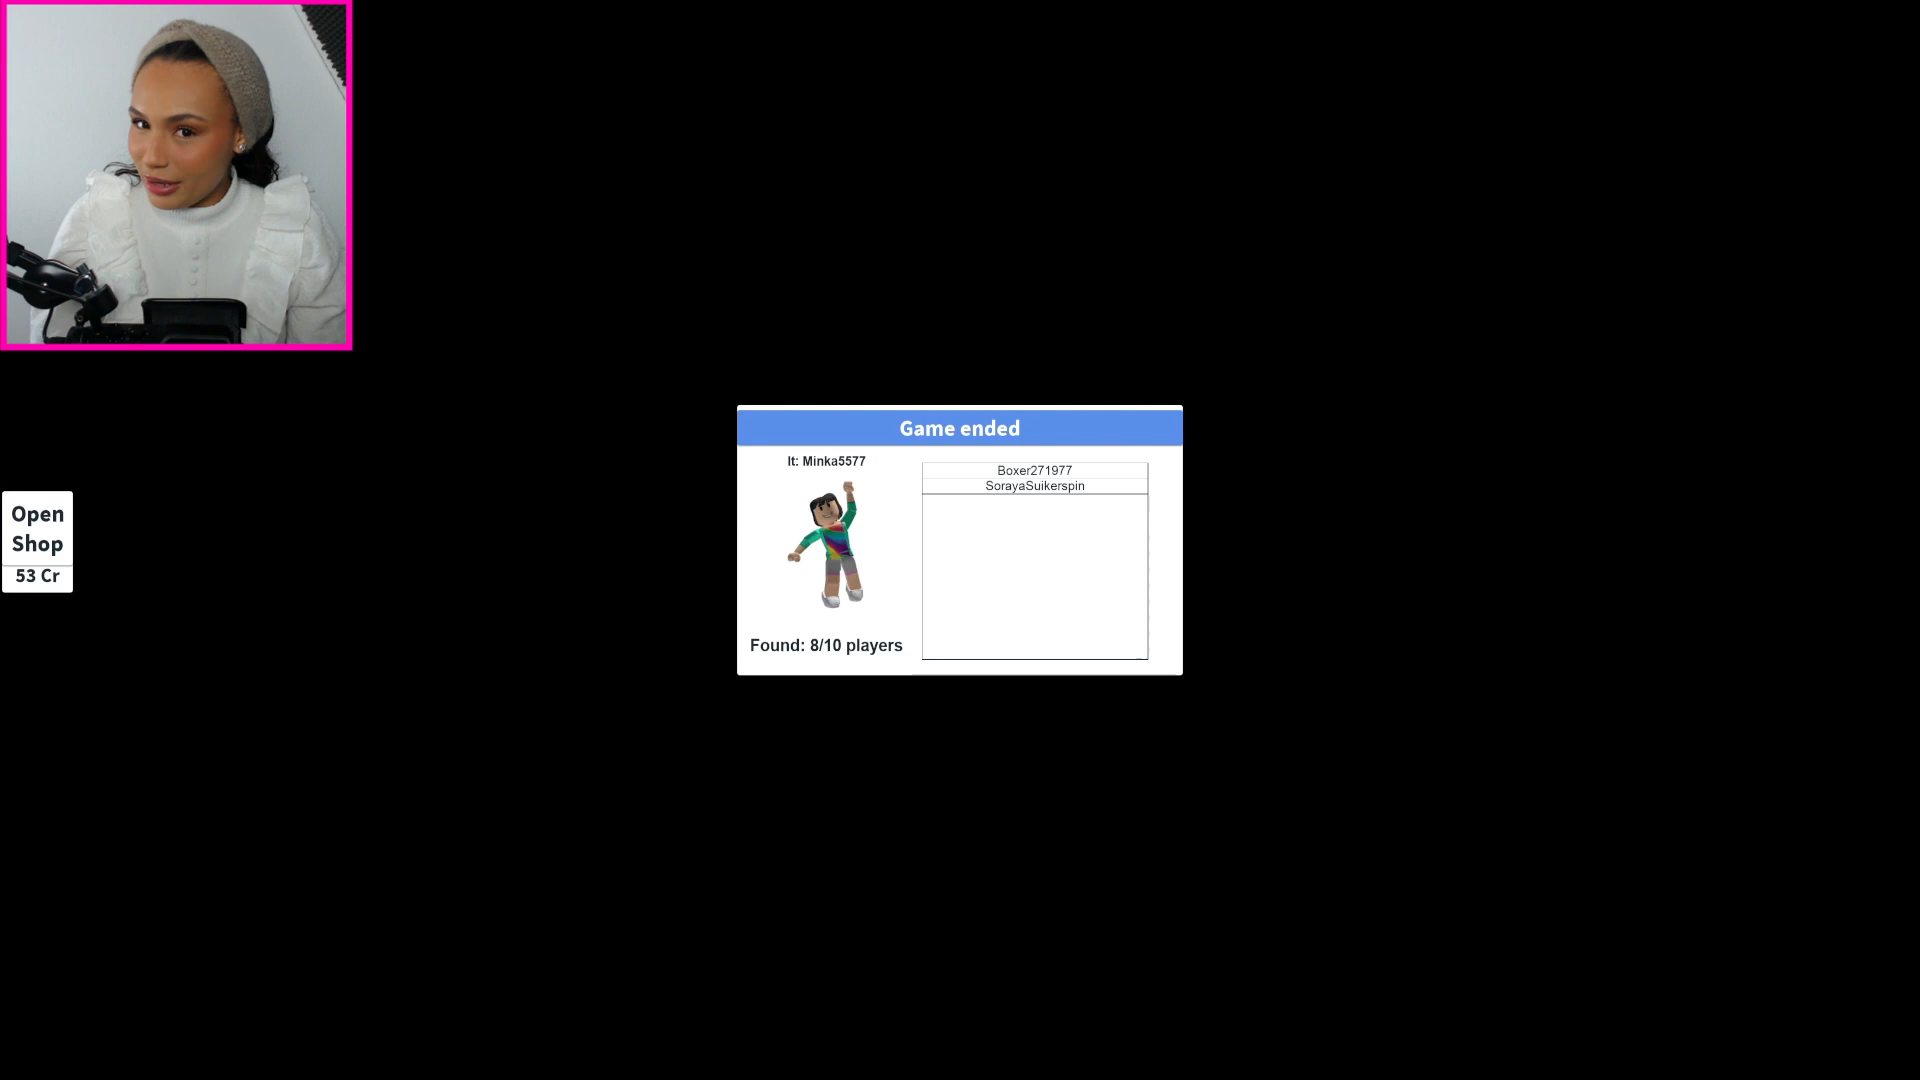 Game ended
It: Minka5577
Boxer271977
SorayaSuikerspin
Found: 8/10 players
Open
Shop
53 Cr